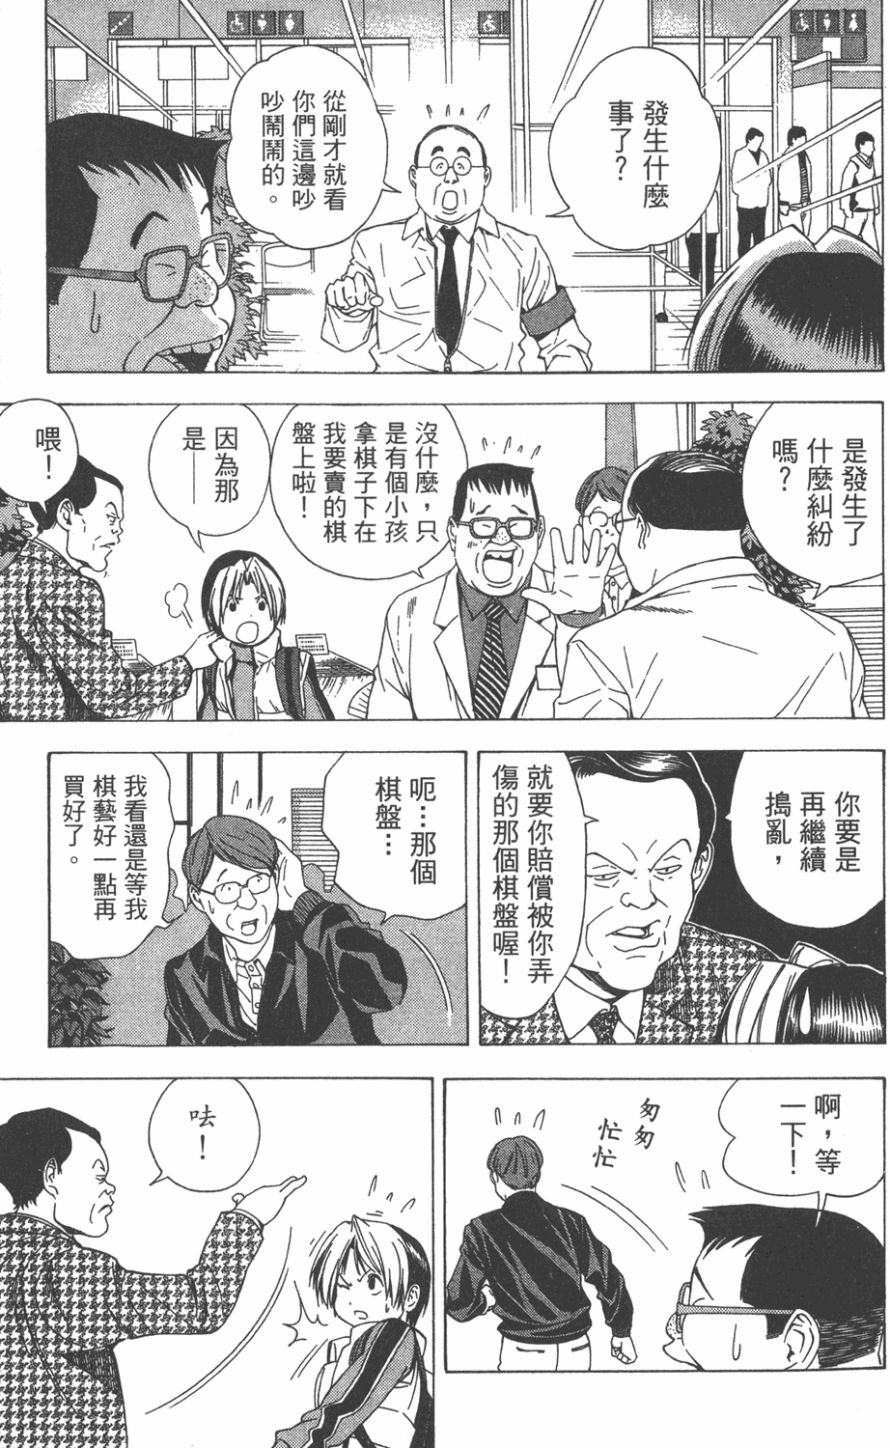 發生什麼
事了？
從剛才就看
你們這邊吵
吵鬧鬧的。
是發生了
什麼糾紛
嗎？
沒什麼，只
是有個小孩
拿棋子下在
我要賣的棋
盤上啦！
因為那
是——
喂！
你要是
再繼續
搗亂，
就要你賠償被你弄
傷的那個棋盤喔！
呃…那個
棋盤…
我看還是等我
棋藝好一點再
買好了。
啊，等
一下！
匆匆
忙忙
呿！